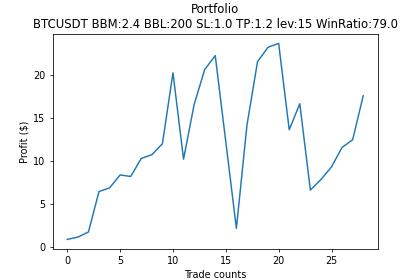 Portfolio
BTCUSDT BBM:2.4 BBL:200 SL:1.0 TP:1.2 lev:15 WinRatio:79.0
20
15
10
5
0
Profit ($)
0 5 10 15 20 25
Trade counts